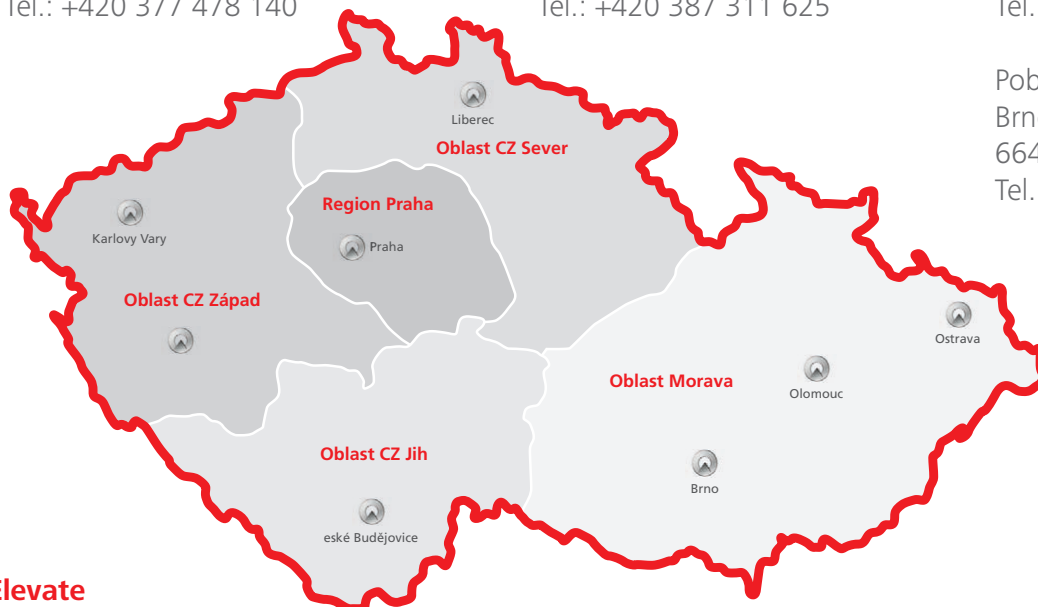 Tel.: +420 377 478 140
Tel.: +420 387 311 625
Tel.
Pob
Brn
664
Tel.
Liberec
Oblast CZ Sever
Region Praha
Karlovy Vary
Praha
Oblast CZ Západ
Ostrava
Oblast Morava
Olomouc
Oblast CZ Jih
Brno
eské Budějovice
Elevate